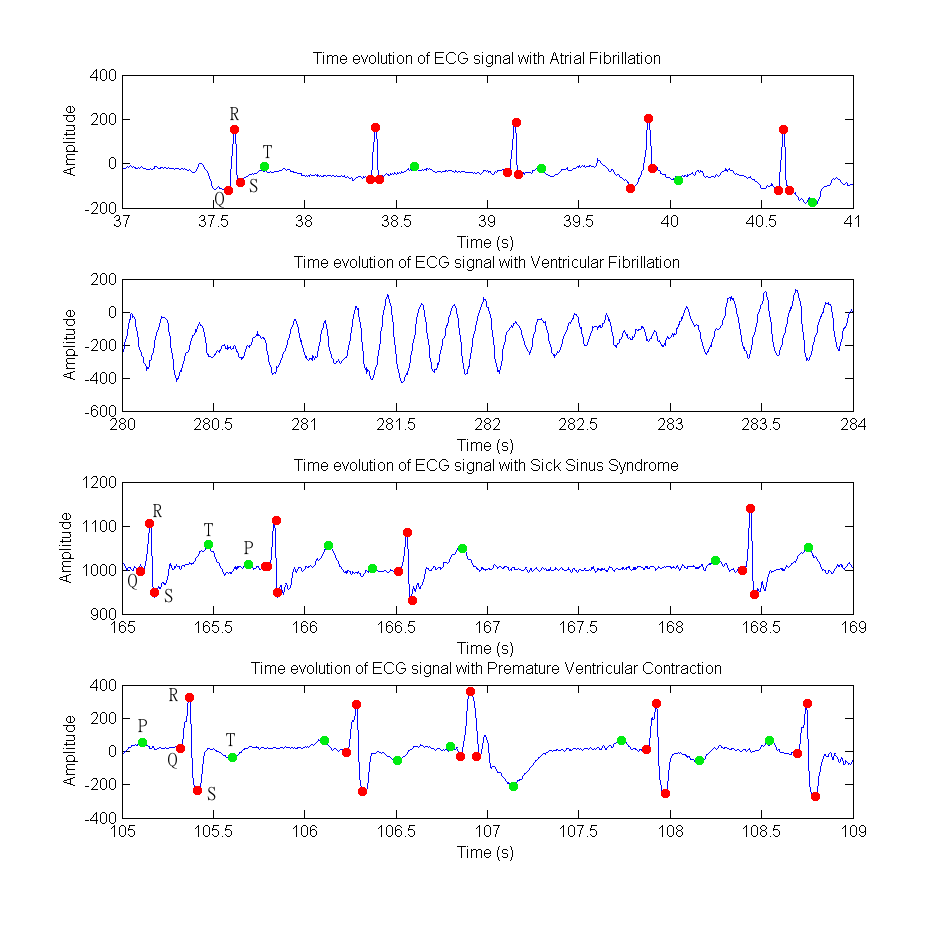 Time evolution of ECG signal with Atrial Fibrillation
400
200
0
-200
Amplitude
R
T
Q
S
37 37.5 38 38.5 39 39.5 40 40.5 41
Time (s)
Time evolution of ECG signal with Ventricular Fibrillation
200
0
-200
-400
-600
Amplitude
280 280.5 281 281.5 282 282.5 283 283.5 284
Time (s)
Time evolution of ECG signal with Sick Sinus Syndrome
1200
1100
1000
900
Amplitude
R
T
P
Q
S
165 165.5 166 166.5 167 167.5 168 168.5 169
Time (s)
Time evolution of ECG signal with Premature Ventricular Contraction
400
200
0
-200
-400
Amplitude
R
P
T
Q
S
105 105.5 106 106.5 107 107.5 108 108.5 109
Time (s)